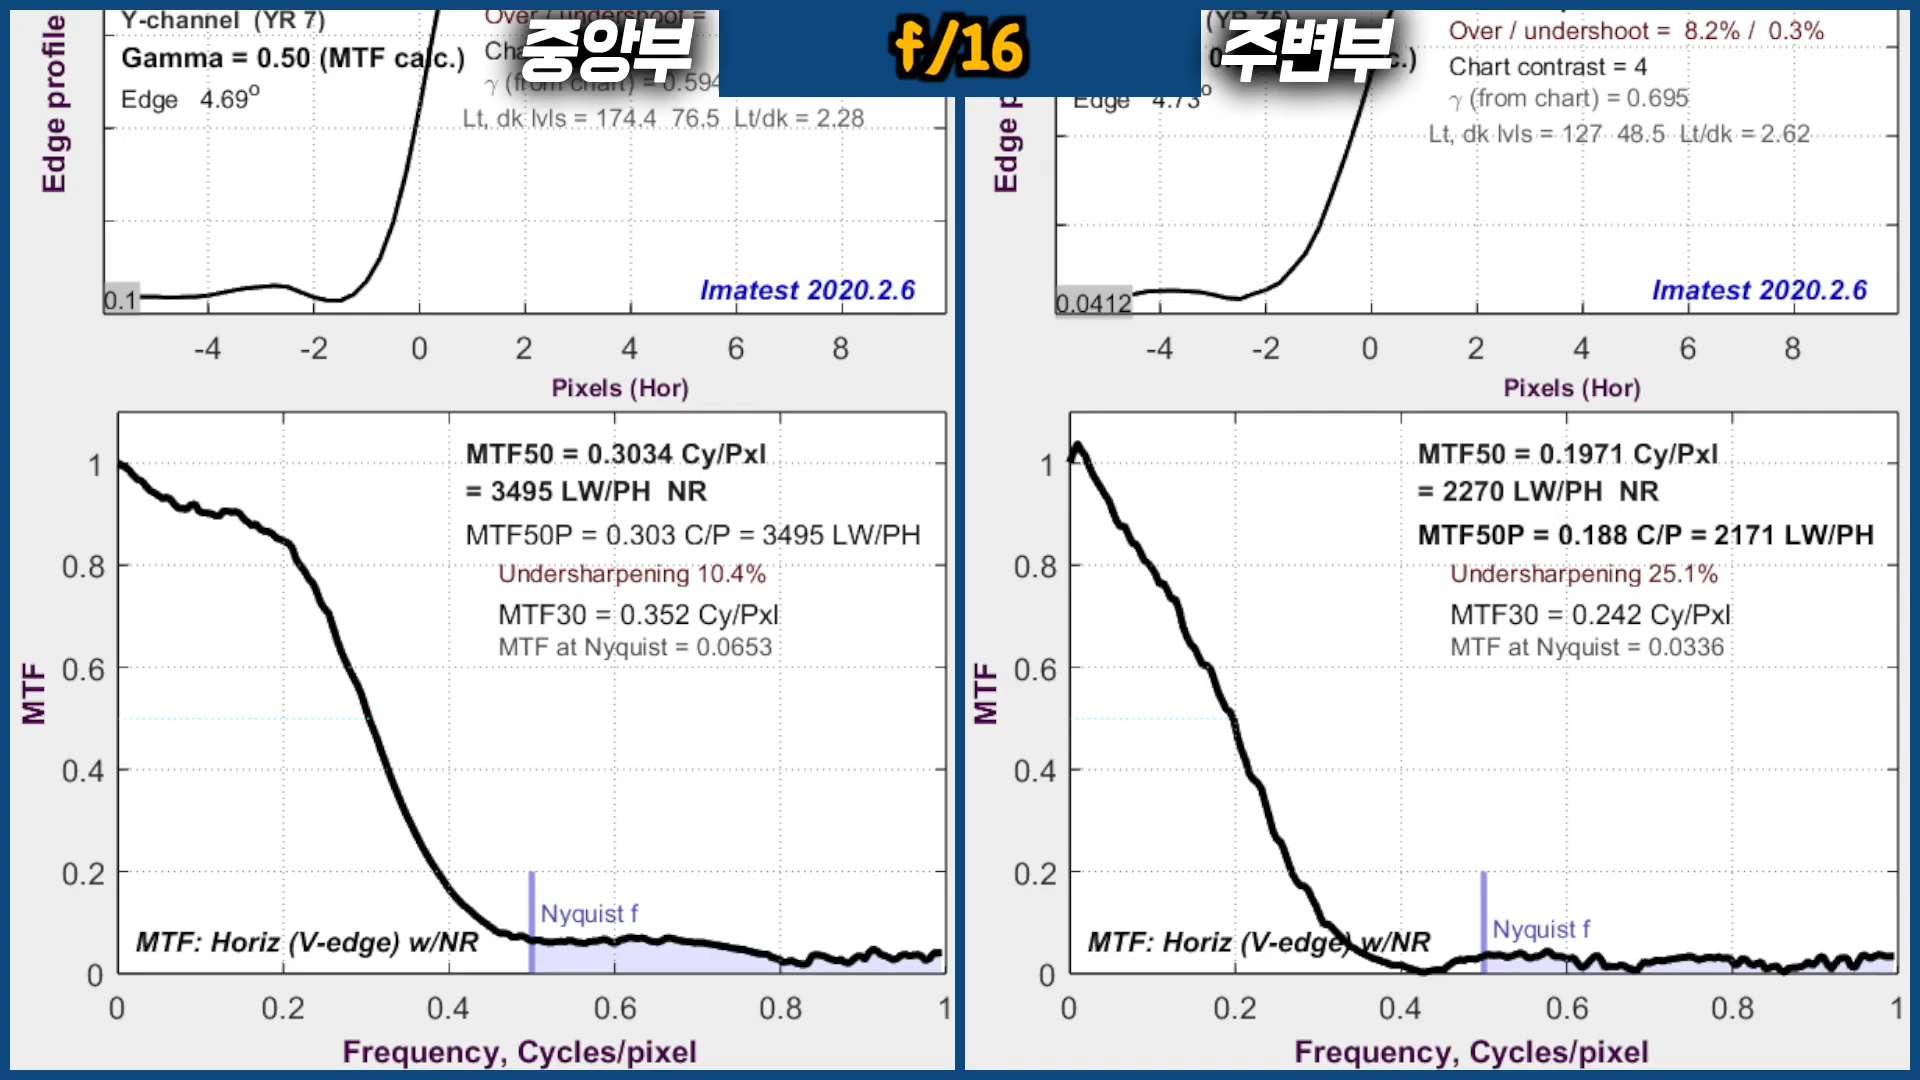 중앙부
f/16
주변부
Y-channel (YR 7)
Over / undershoot =
Gamma = 0.50 (MTF calc.)
γ (from chart) = 0.594
Edge 4.69°
Lt, dk lvls = 174.4 76.5 Lt/dk = 2.28
Edge profile
0.1
Imatest 2020.2.6
-4 -2 0 2 4 6 8
Pixels (Hor)
MTF50 = 0.3034 Cy/Pxl
= 3495 LW/PH NR
MTF50P = 0.303 C/P = 3495 LW/PH
Undersharpening 10.4%
MTF30 = 0.352 Cy/Pxl
MTF at Nyquist = 0.0653
1
0.8
0.6
0.4
0.2
0
MTF
Nyquist f
MTF: Horiz (V-edge) w/NR
0 0.2 0.4 0.6 0.8 1
Frequency, Cycles/pixel
Over / undershoot = 8.2% / 0.3%
Chart contrast = 4
γ (from chart) = 0.695
Edge 4.73°
Lt, dk lvls = 127 48.5 Lt/dk = 2.62
0.0412
Imatest 2020.2.6
-4 -2 0 2 4 6 8
Pixels (Hor)
MTF50 = 0.1971 Cy/Pxl
= 2270 LW/PH NR
MTF50P = 0.188 C/P = 2171 LW/PH
Undersharpening 25.1%
MTF30 = 0.242 Cy/Pxl
MTF at Nyquist = 0.0336
1
0.8
0.6
0.4
0.2
0
MTF
Nyquist f
MTF: Horiz (V-edge) w/NR
0 0.2 0.4 0.6 0.8 1
Frequency, Cycles/pixel